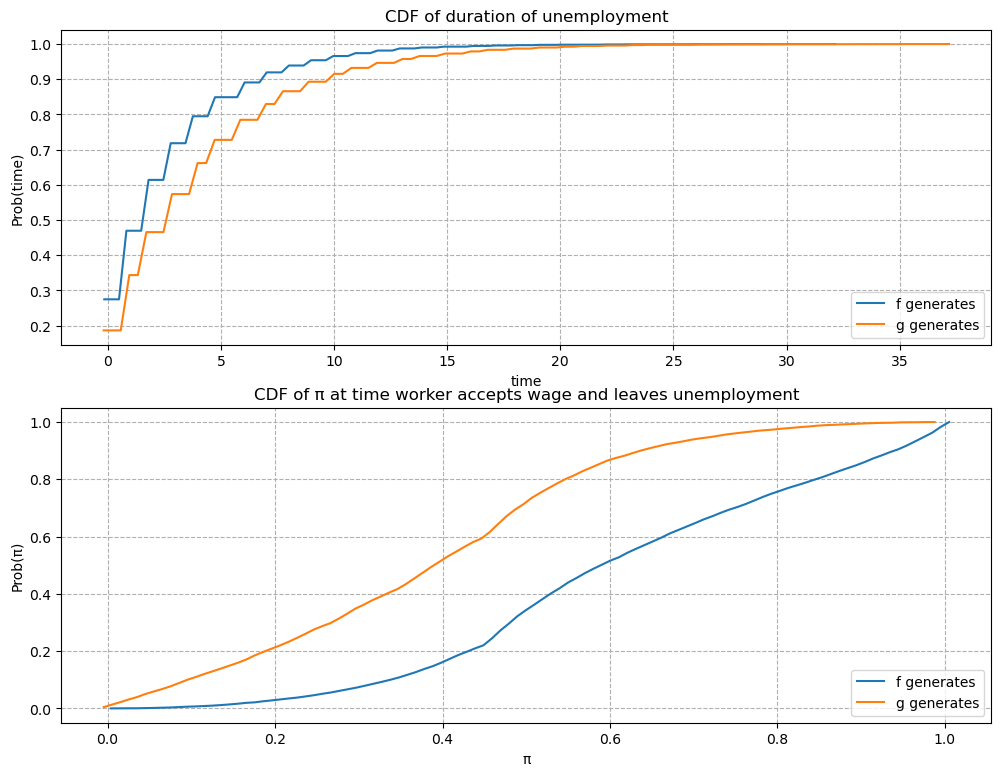 CDF of duration of unemployment
Prob(time)
1.0
0.9
0.8
0.7
0.6
0.5
0.4
0.3
0.2
f generates
g generates
0 5 10 15 20 25 30 35
time
CDF of π at time worker accepts wage and leaves unemployment
Prob(π)
1.0
0.8
0.6
0.4
0.2
0.0
f generates
g generates
0.0 0.2 0.4 0.6 0.8 1.0
π